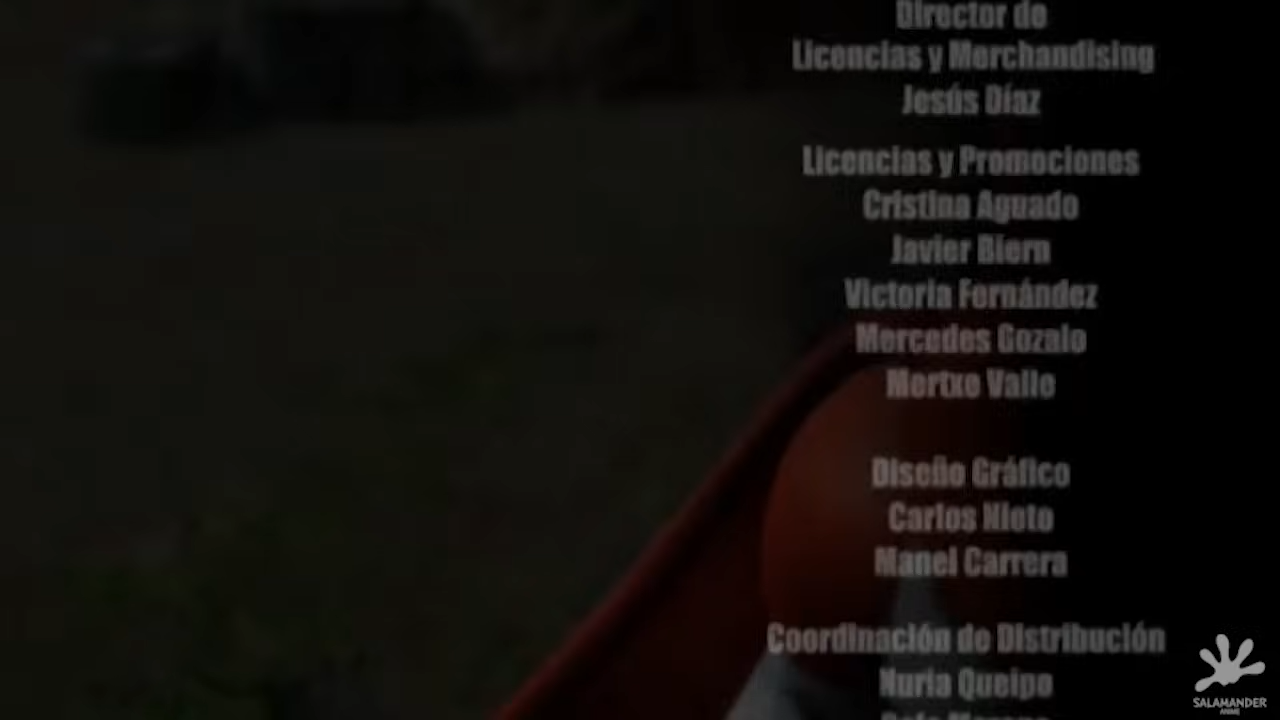 Director de
Licencias y Merchandising
Jesús Díaz
Licencias y Promociones
Cristina Aguado
Javier Biern
Victoria Fernández
Mercedes Gozalo
Mertxe Valle
Diseño Gráfico
Carlos Nieto
Manel Carrera
Coordinación de Distribución
Nuria Queipo
SALAMANDER
ANIME